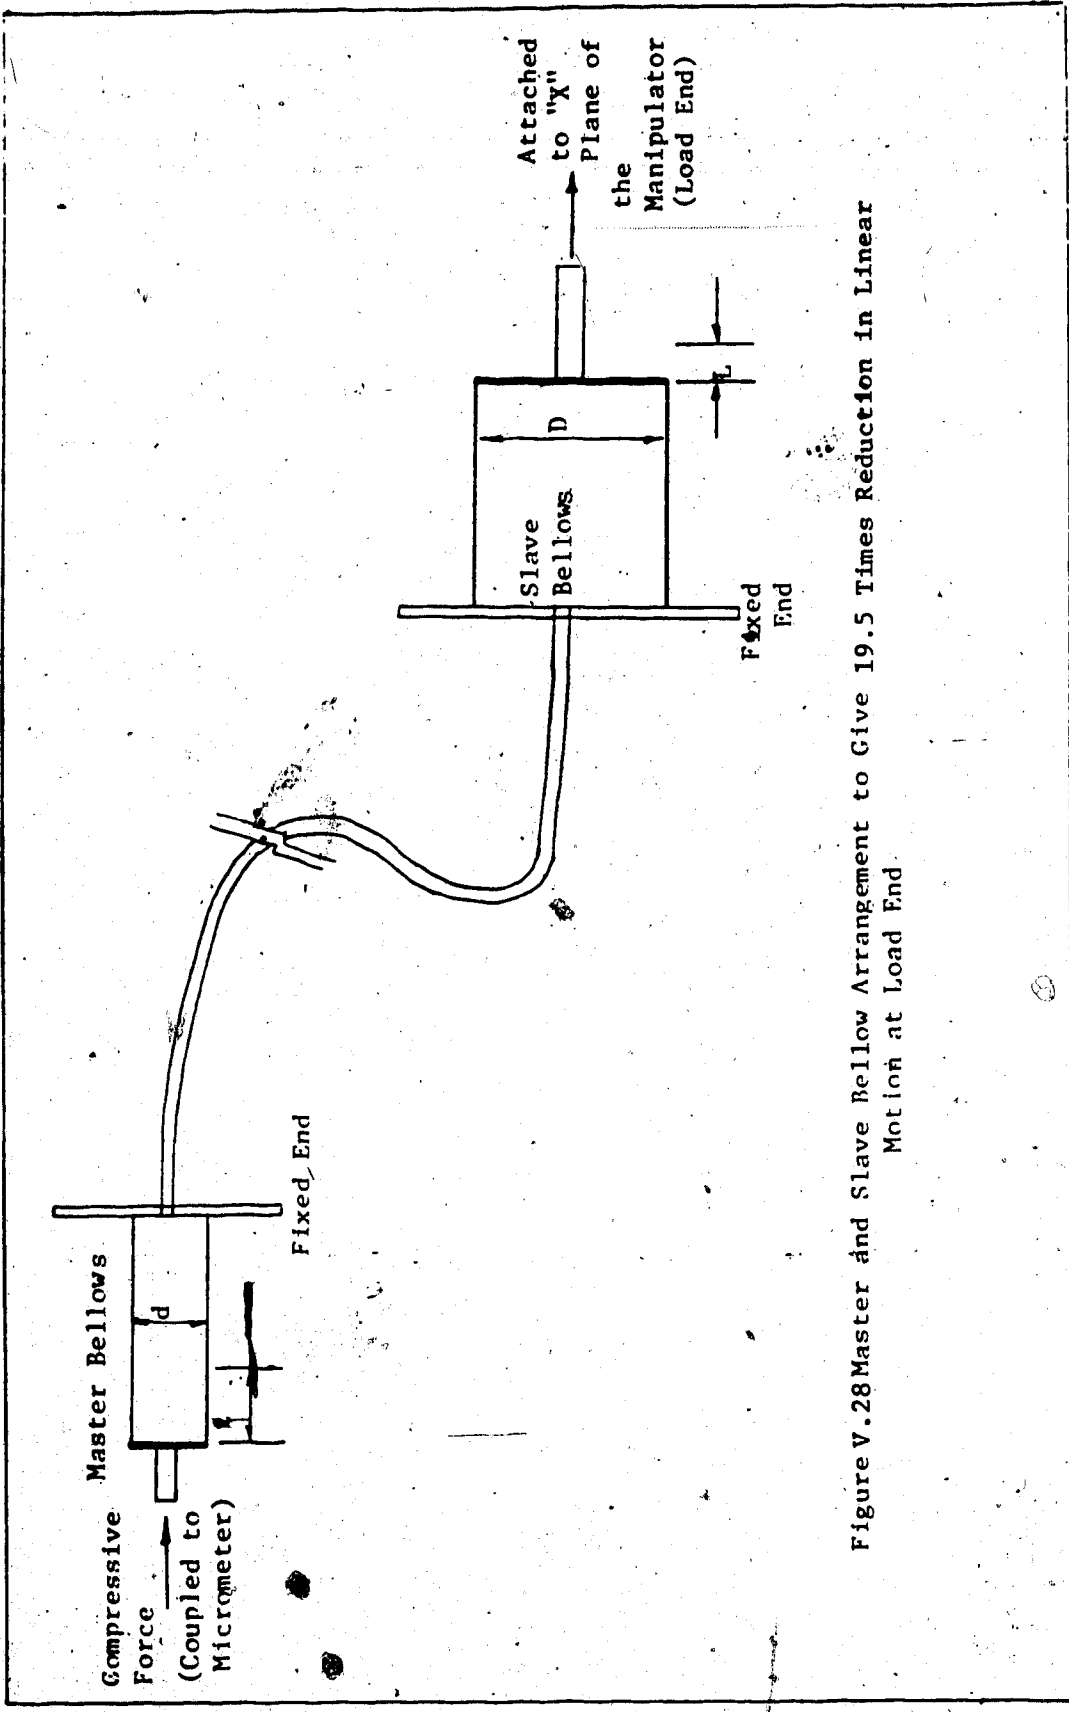 Compressive
Force
(Coupled to
Micrometer)
Master Bellows
d
Fixed End
Slave
Bellows
D
L
Fixed
End
Attached
to "X"
Plane of
the
Manipulator
(Load End)
Figure V.28 Master and Slave Bellow Arrangement to Give 19.5 Times Reduction in Linear
Motion at Load End